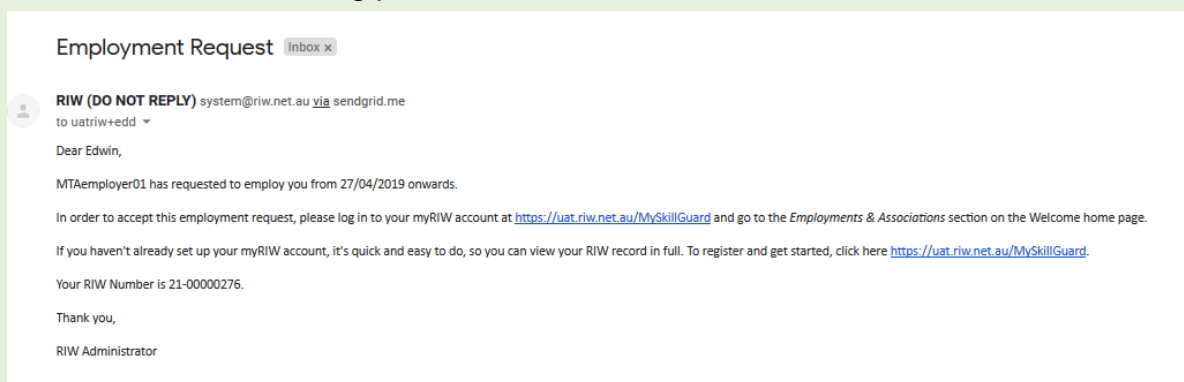 Employment Request Inbox x
RIW (DO NOT REPLY) system@riw.net.au via sendgrid.me
to uatriw+edd
Dear Edwin,
MTAemployer01 has requested to employ you from 27/04/2019 onwards.
In order to accept this employment request, please log in to your myRIW account at https://uat.riw.net.au/MySkillGuard and go to the Employments & Associations section on the Welcome home page.
If you haven't already set up your myRIW account, it's quick and easy to do, so you can view your RIW record in full. To register and get started, click here https://uat.riw.net.au/MySkillGuard.
Your RIW Number is 21-00000276.
Thank you,
RIW Administrator